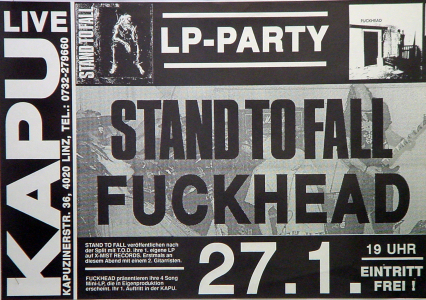 LIVE
KAPU
KAPUZINERSTR. 36, 4020 LINZ, TEL.: 0732-279660
STAND TO FALL
LP-PARTY
FUCKHEAD
STAND TO FALL
FUCKHEAD
STAND TO FALL veröffentlichen nach
der Split mit T.O.D. ihre 1. eigene LP
auf X-MIST RECORDS. Erstmals an
diesem Abend mit einem 2. Gitarristen.
FUCKHEAD präsentieren ihre 4 Song
Mini-LP, die in Eigenproduktion
erscheint. Ihr 1. Auftritt in der KAPU.
27.1.
19 UHR
EINTRITT
FREI !